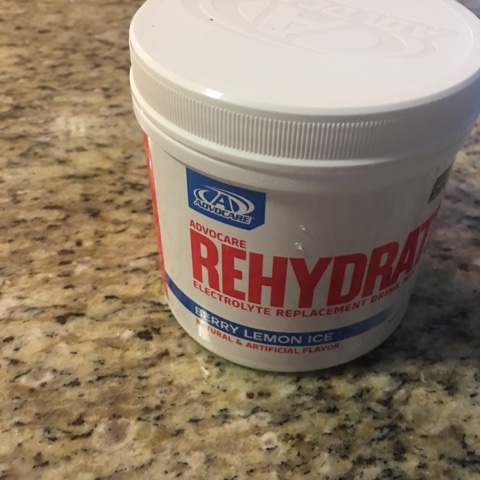 ADVOCARE
ADVOCARE
REHYDRAT
ELECTROLYTE REPLACEMENT DRINK
BERRY LEMON ICE
NATURAL & ARTIFICIAL FLAVOR